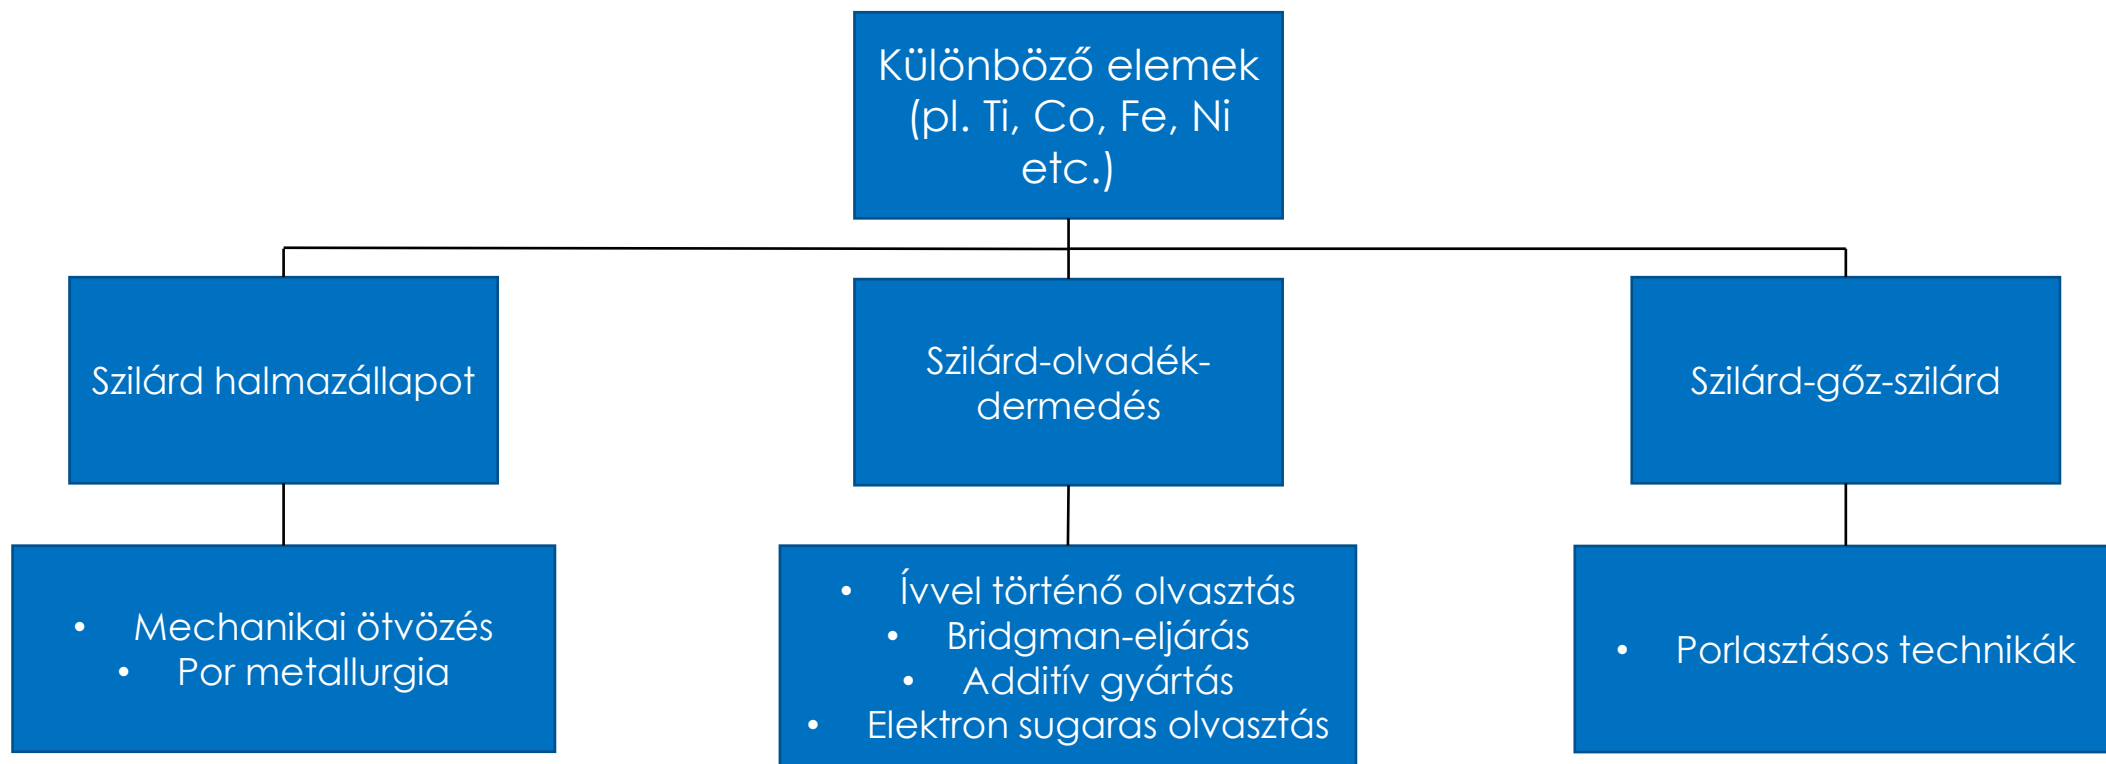 Különböző elemek
(pl. Ti, Co, Fe, Ni
etc.)
Szilárd halmazállapot
Szilárd-olvadék-
dermedés
Szilárd-gőz-szilárd
• Mechanikai ötvözés
• Por metallurgia
• Ívvel történő olvasztás
• Bridgman-eljárás
• Additív gyártás
• Elektron sugaras olvasztás
• Porlasztásos technikák